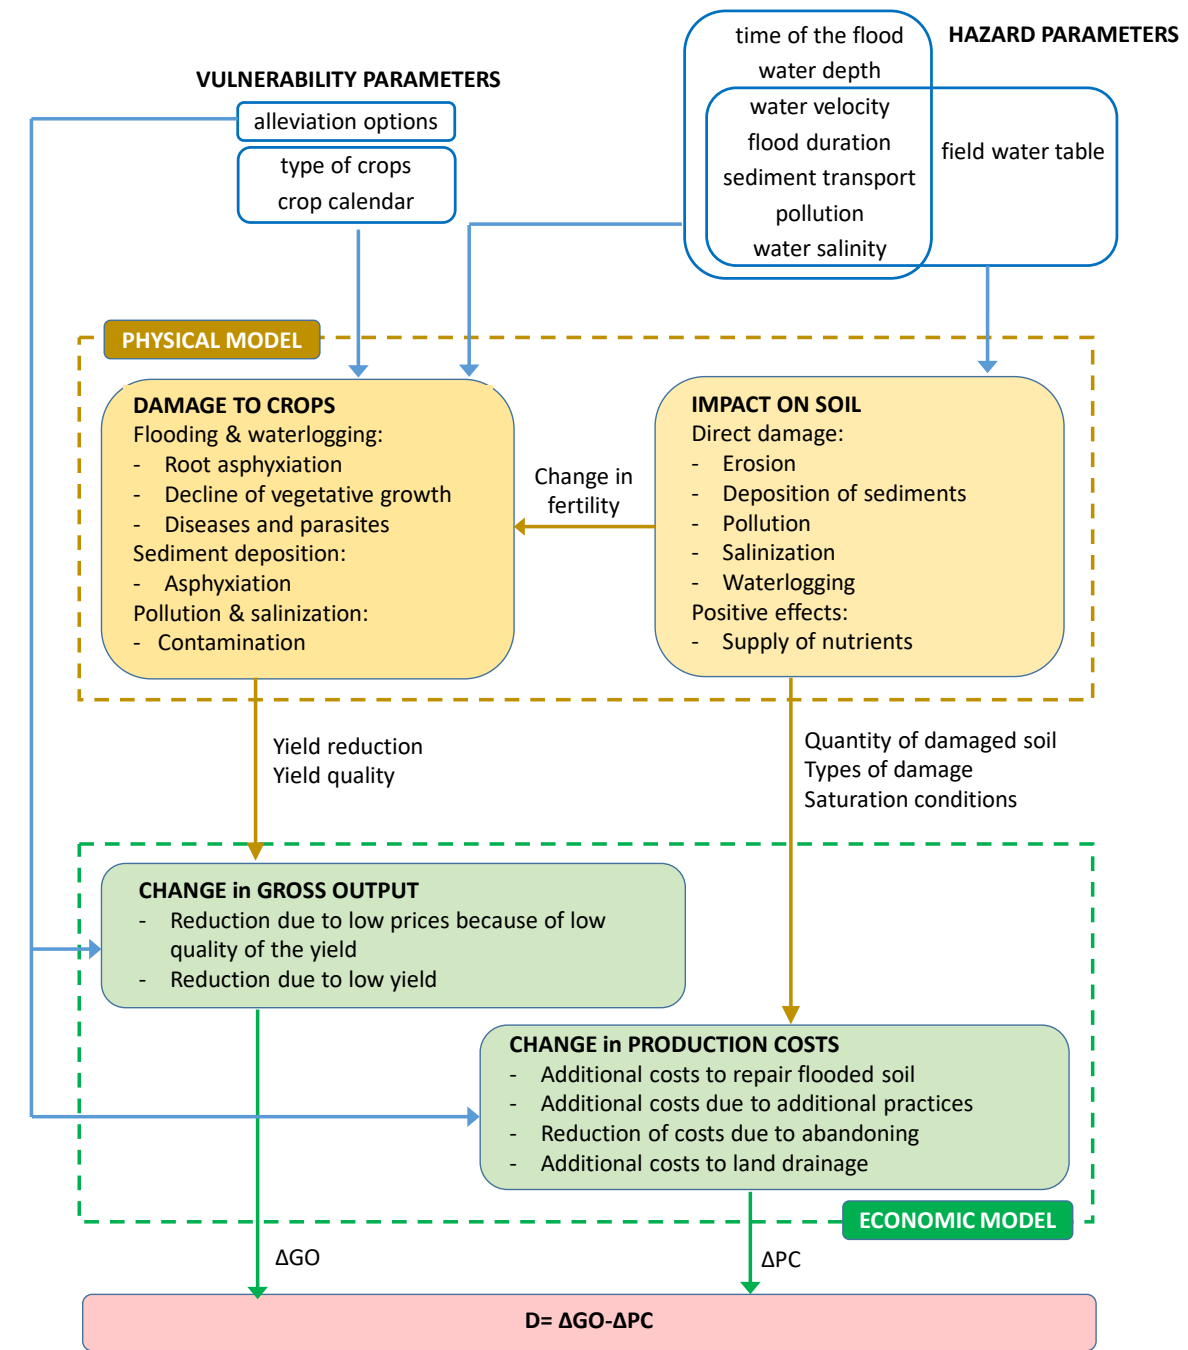 HAZARD PARAMETERS
time of the flood
water depth
water velocity
flood duration
sediment transport
pollution
water salinity
field water table
VULNERABILITY PARAMETERS
alleviation options
type of crops
crop calendar
PHYSICAL MODEL
DAMAGE TO CROPS
Flooding & waterlogging:
- Root asphyxiation
- Decline of vegetative growth
- Diseases and parasites
Sediment deposition:
- Asphyxiation
Pollution & salinization:
- Contamination
Change in
fertility
IMPACT ON SOIL
Direct damage:
- Erosion
- Deposition of sediments
- Pollution
- Salinization
- Waterlogging
Positive effects:
- Supply of nutrients
Yield reduction
Yield quality
Quantity of damaged soil
Types of damage
Saturation conditions
CHANGE in GROSS OUTPUT
- Reduction due to low prices because of low
quality of the yield
- Reduction due to low yield
CHANGE in PRODUCTION COSTS
- Additional costs to repair flooded soil
- Additional costs due to additional practices
- Reduction of costs due to abandoning
- Additional costs to land drainage
ECONOMIC MODEL
ΔGO
ΔPC
D= ΔGO-ΔPC